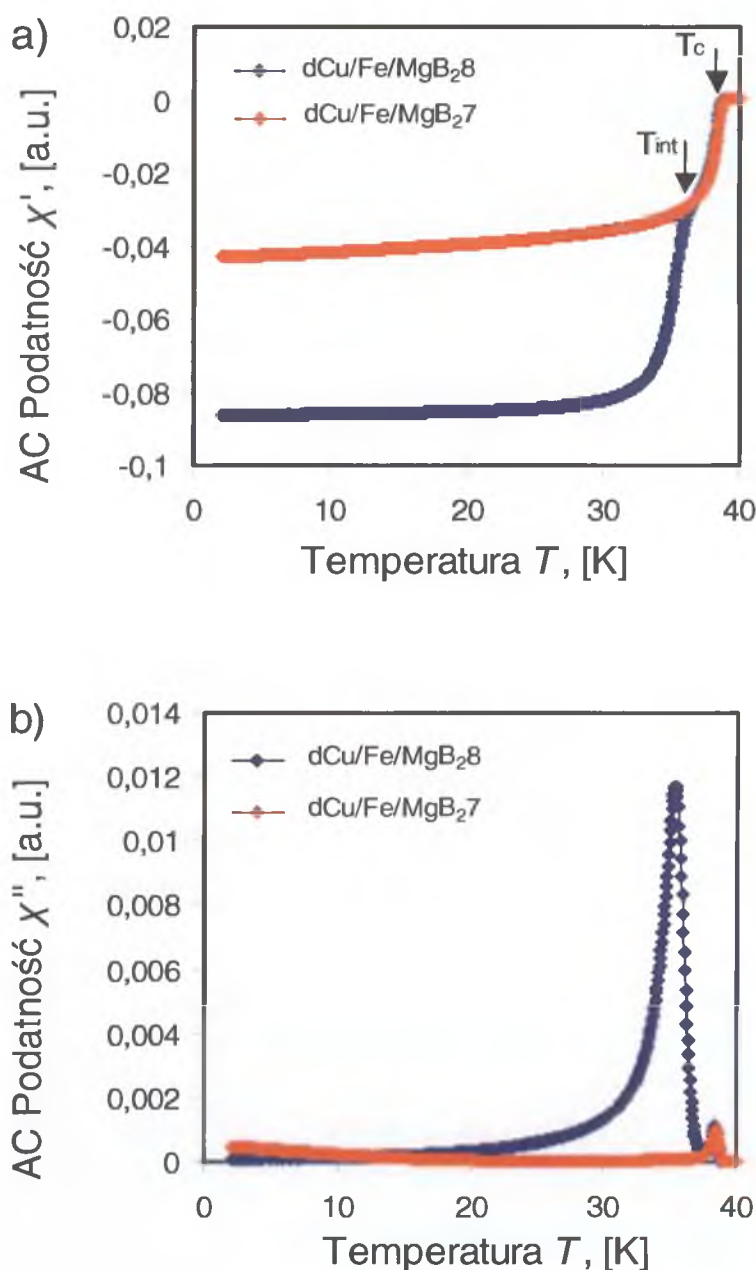 a)
AC Podatność χ', [a.u.]
0,02
0
-0,02
-0,04
-0,06
-0,08
-0,1
dCu/Fe/MgB₂8
dCu/Fe/MgB₂7
Tc
Tint
0 10 20 30 40
Temperatura T, [K]
b)
AC Podatność χ", [a.u.]
0,014
0,012
0,01
0,008
0,006
0,004
0,002
0
dCu/Fe/MgB₂8
dCu/Fe/MgB₂7
0 10 20 30 40
Temperatura T, [K]